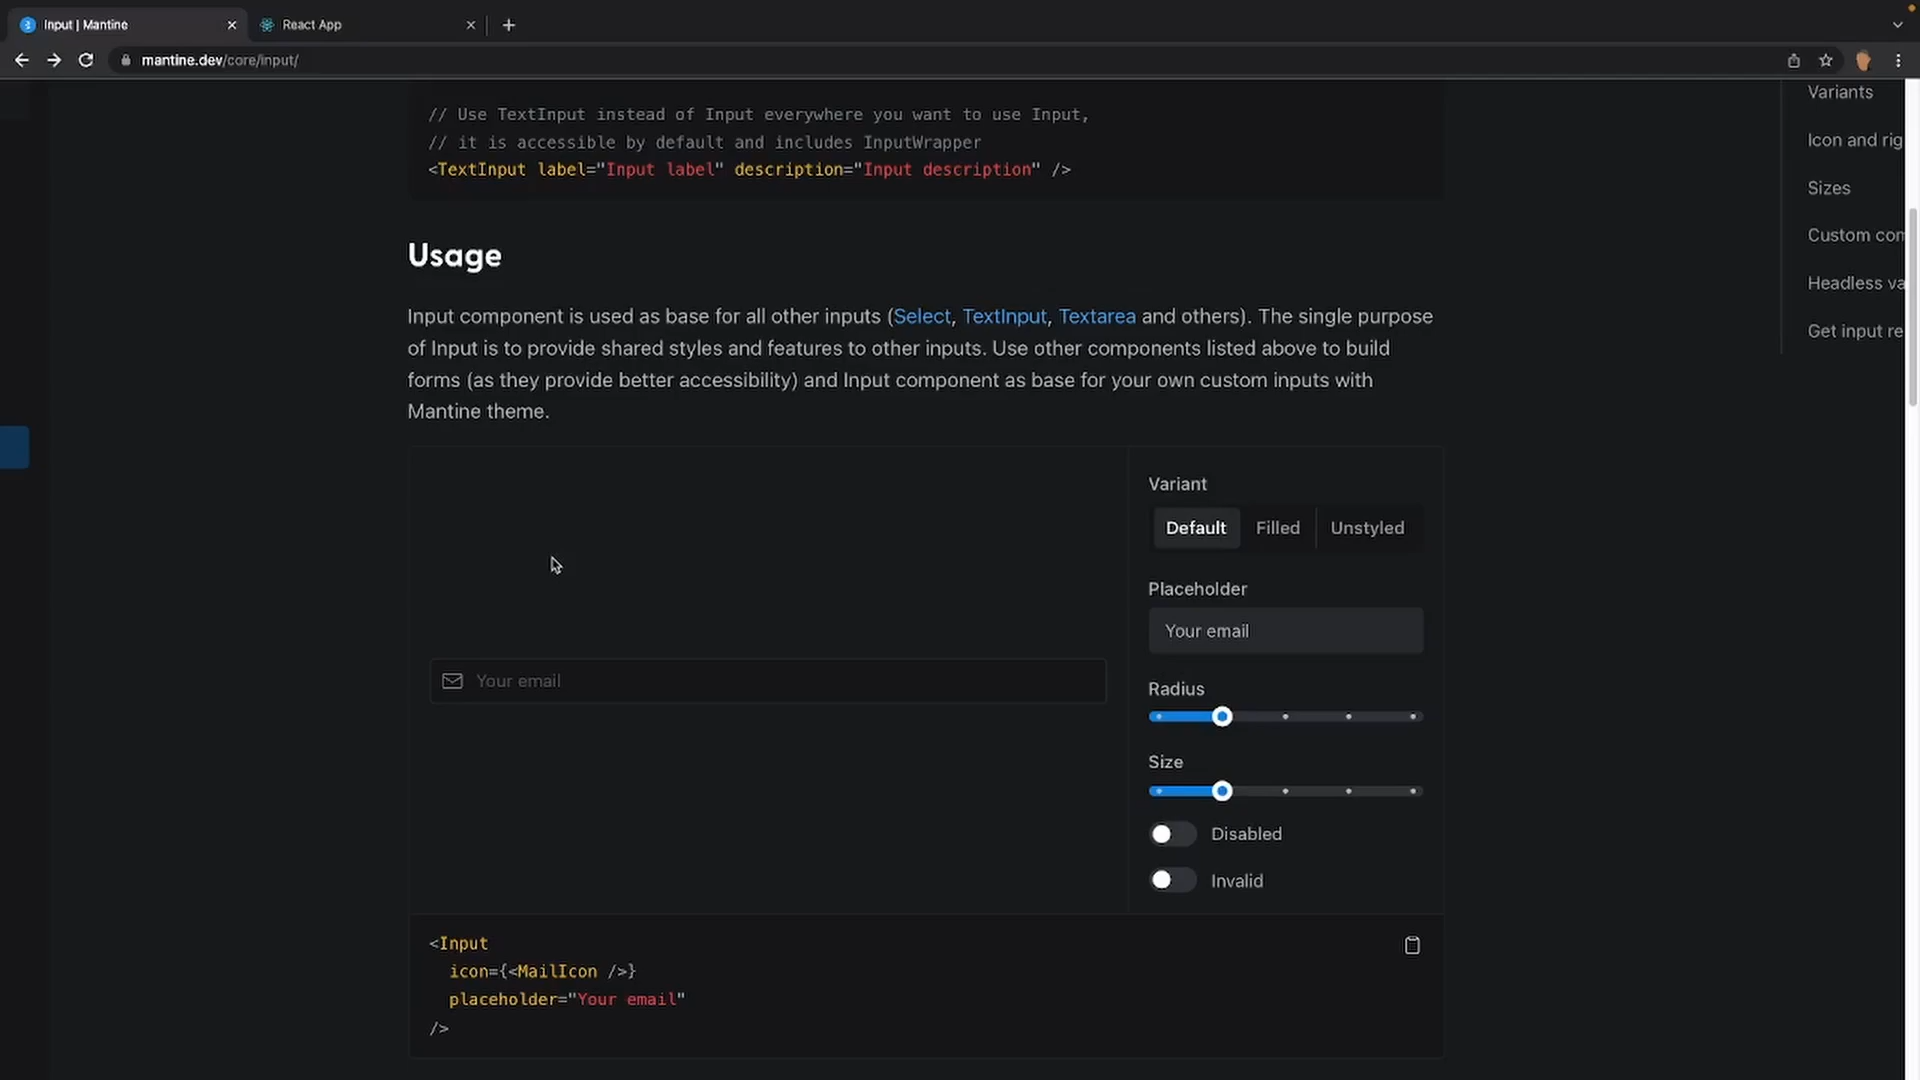 Input | Mantine
React App
mantine.dev/core/input/
// Use TextInput instead of Input everywhere you want to use Input,
// it is accessible by default and includes InputWrapper
<TextInput label="Input label" description="Input description" />
Usage
Input component is used as base for all other inputs (Select, TextInput, Textarea and others). The single purpose
of Input is to provide shared styles and features to other inputs. Use other components listed above to build
forms (as they provide better accessibility) and Input component as base for your own custom inputs with
Mantine theme.
Your email
Variant
Default Filled Unstyled
Placeholder
Your email
Radius
Size
Disabled
Invalid
<Input
icon={<MailIcon />}
placeholder="Your email"
/>
Variants
Icon and rig
Sizes
Custom con
Headless va
Get input re